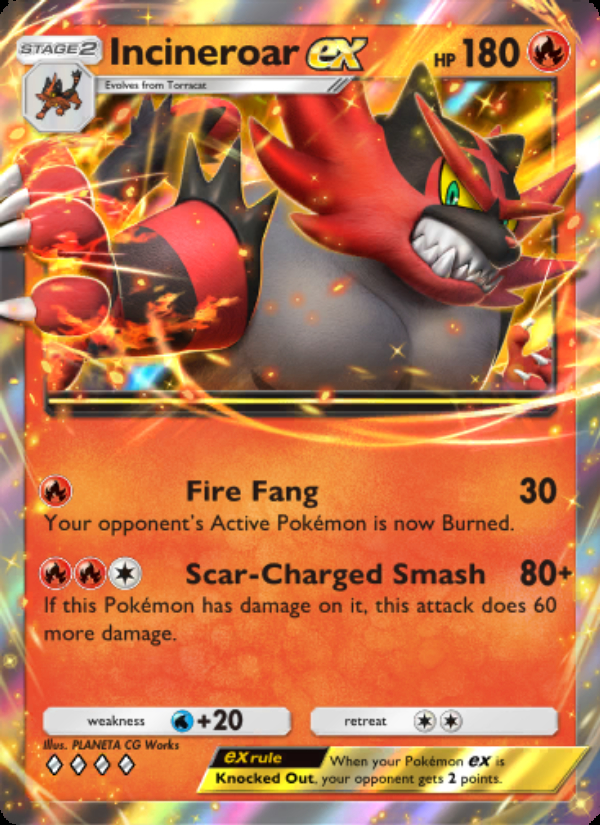 STAGE 2 Incineroar ex HP 180
Evolves from Torracat
Fire Fang 30
Your opponent's Active Pokémon is now Burned.
Scar-Charged Smash 80+
If this Pokémon has damage on it, this attack does 60
more damage.
weakness +20 retreat
Illus. PLANETA CG Works
ex rule When your Pokémon ex is
Knocked Out, your opponent gets 2 points.